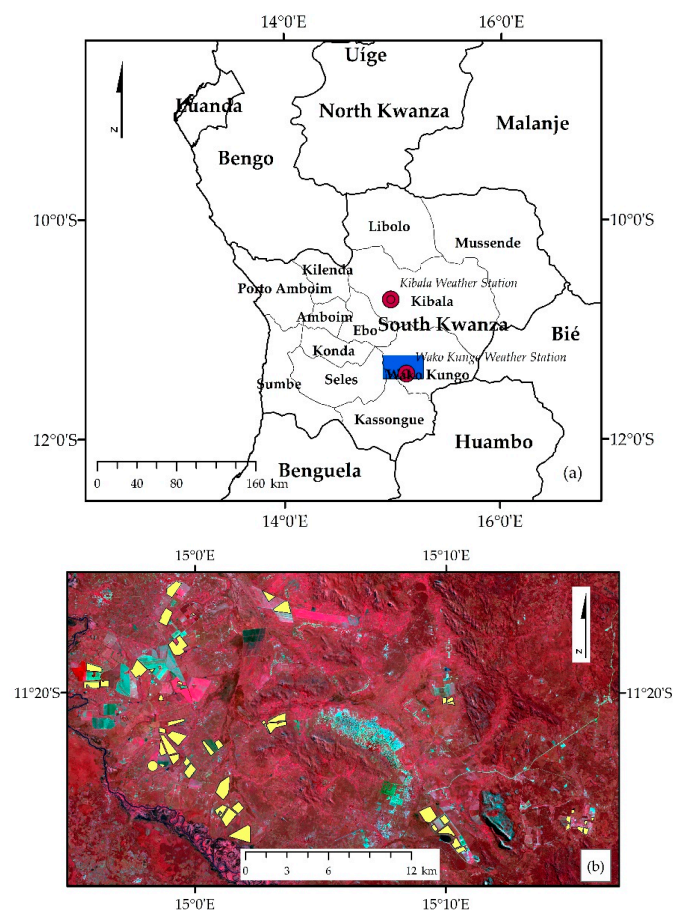 14°0'E 16°0'E
Uíge
Luanda
North Kwanza
Malanje
Bengo
10°0'S 10°0'S
Libolo
Mussende
Kilenda
Kibala Weather Station
Porto Amboim
Kibala
Amboim
South Kwanza
Ebo
Bié
Konda
Wako Kungo Weather Station
Seles
Wako Kungo
Sumbe
Kassongue
12°0'S 12°0'S
Huambo
0 40 80 160 km
Benguela
(a)
14°0'E 16°0'E
N
15°0'E 15°10'E
N
11°20'S 11°20'S
0 3 6 12 km
(b)
15°0'E 15°10'E